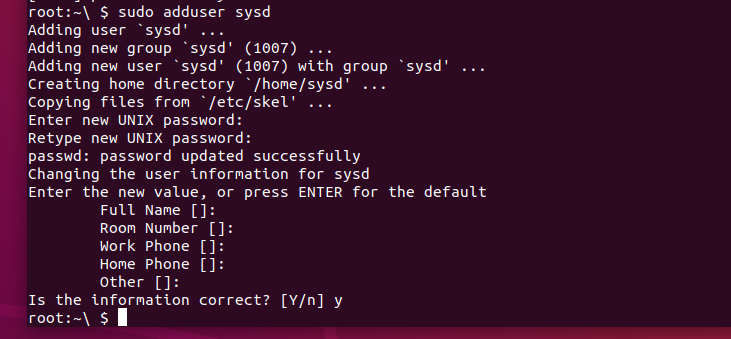 root:~\ $ sudo adduser sysd
Adding user `sysd' ...
Adding new group `sysd' (1007) ...
Adding new user `sysd' (1007) with group `sysd' ...
Creating home directory `/home/sysd' ...
Copying files from `/etc/skel' ...
Enter new UNIX password:
Retype new UNIX password:
passwd: password updated successfully
Changing the user information for sysd
Enter the new value, or press ENTER for the default
        Full Name []:
        Room Number []:
        Work Phone []:
        Home Phone []:
        Other []:
Is the information correct? [Y/n] y
root:~\ $